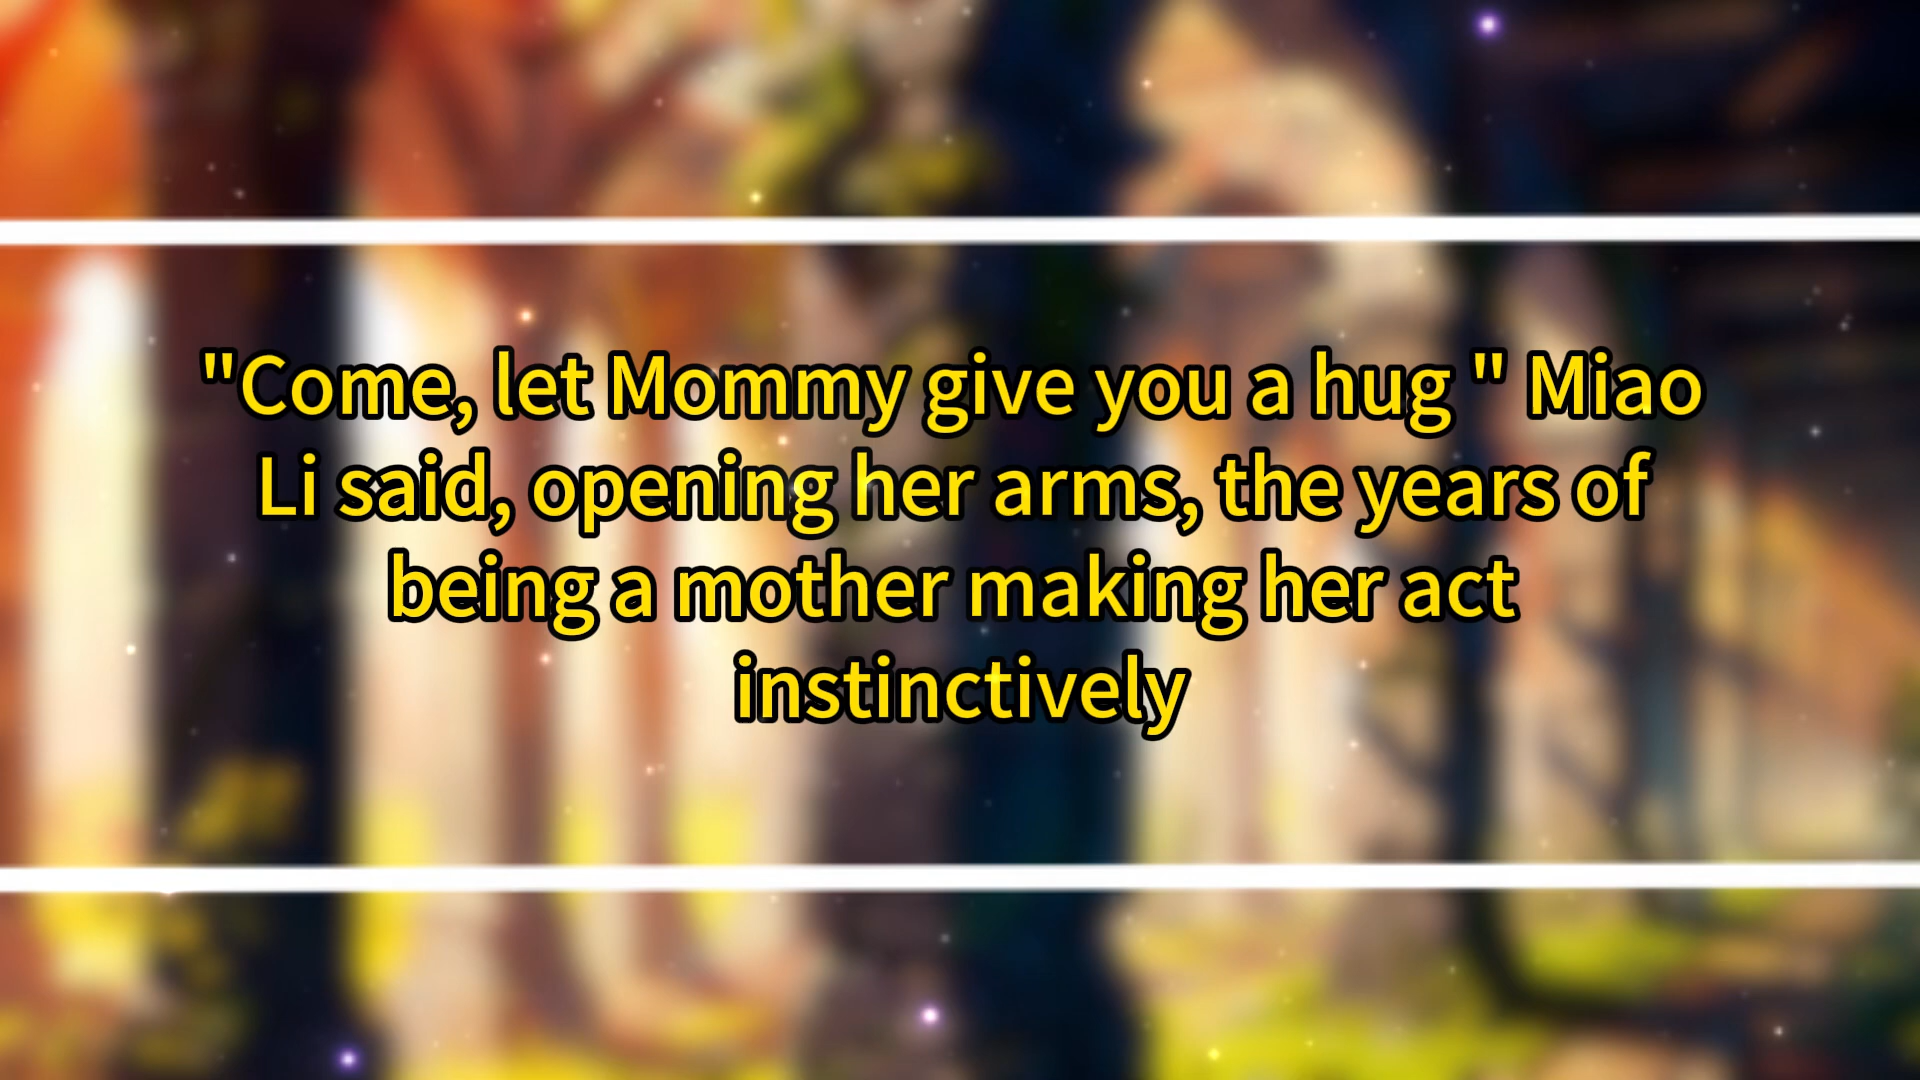 "Come, let Mommy give you a hug " Miao
Li said, opening her arms, the years of
being a mother making her act
instinctively